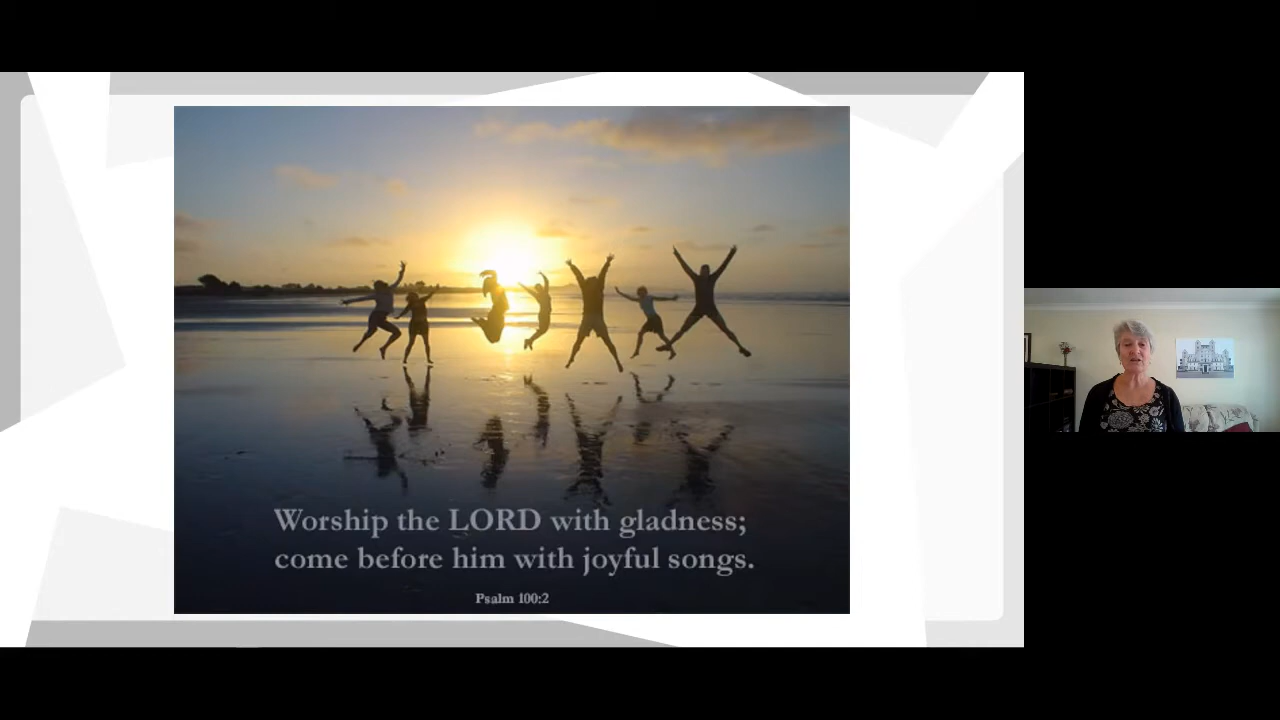 Worship the LORD with gladness;
come before him with joyful songs.
Psalm 100:2